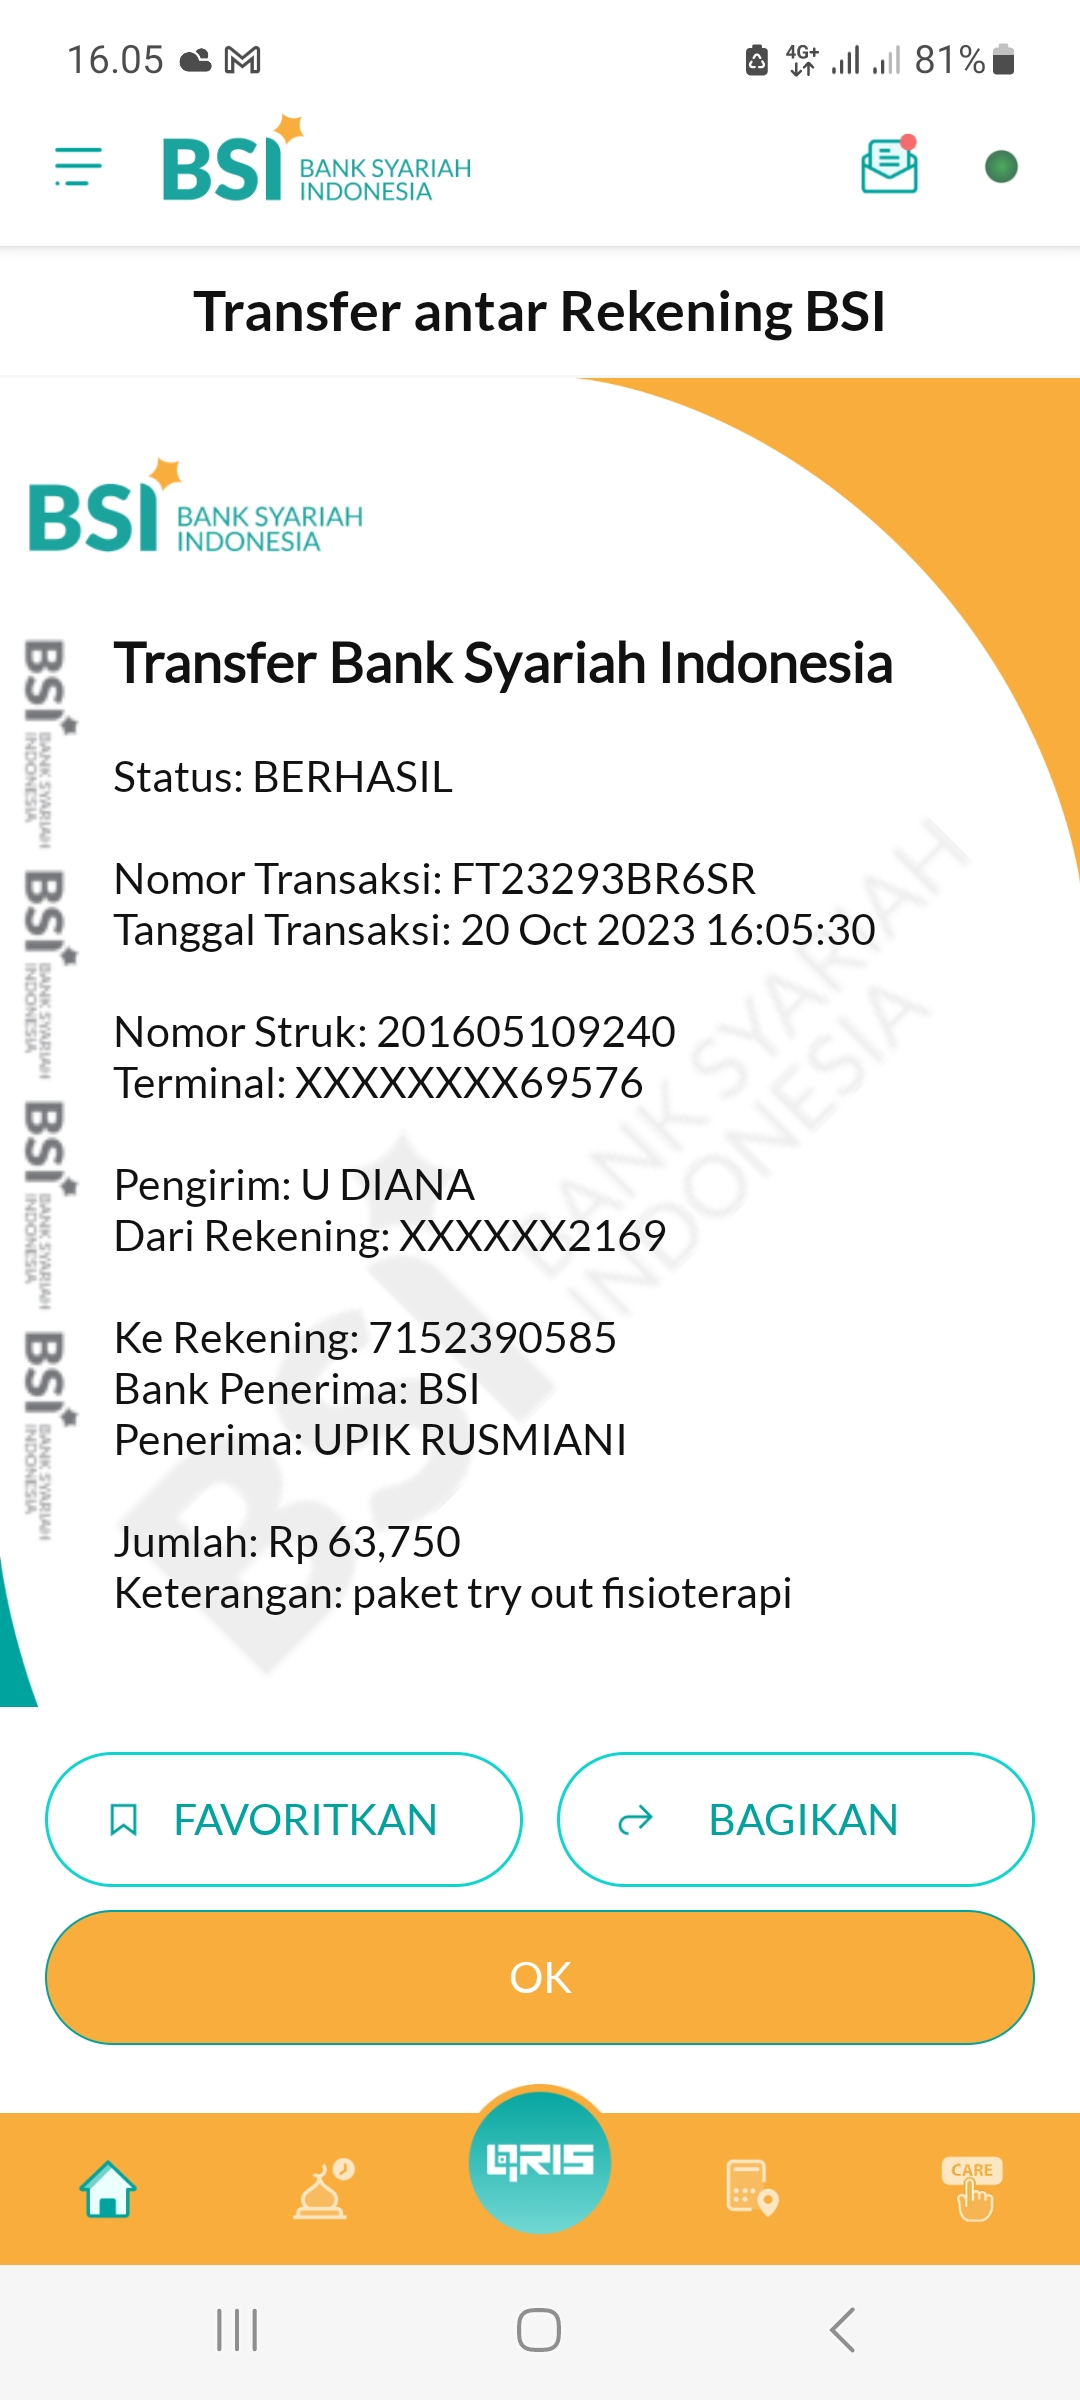 16.05
4G+
81%
BSI BANK SYARIAH
INDONESIA
Transfer antar Rekening BSI
BSI BANK SYARIAH
INDONESIA
Transfer Bank Syariah Indonesia
Status: BERHASIL
Nomor Transaksi: FT23293BR6SR
Tanggal Transaksi: 20 Oct 2023 16:05:30
Nomor Struk: 201605109240
Terminal: XXXXXXXX69576
Pengirim: U DIANA
Dari Rekening: XXXXXX2169
Ke Rekening: 7152390585
Bank Penerima: BSI
Penerima: UPIK RUSMIANI
Jumlah: Rp 63,750
Keterangan: paket try out fisioterapi
BSI BANK SYARIAH
INDONESIA
BSI BANK SYARIAH
INDONESIA
BSI BANK SYARIAH
INDONESIA
BSI BANK SYARIAH
INDONESIA
BSI BANK SYARIAH
INDONESIA
FAVORITKAN
BAGIKAN
OK
QRIS
CARE